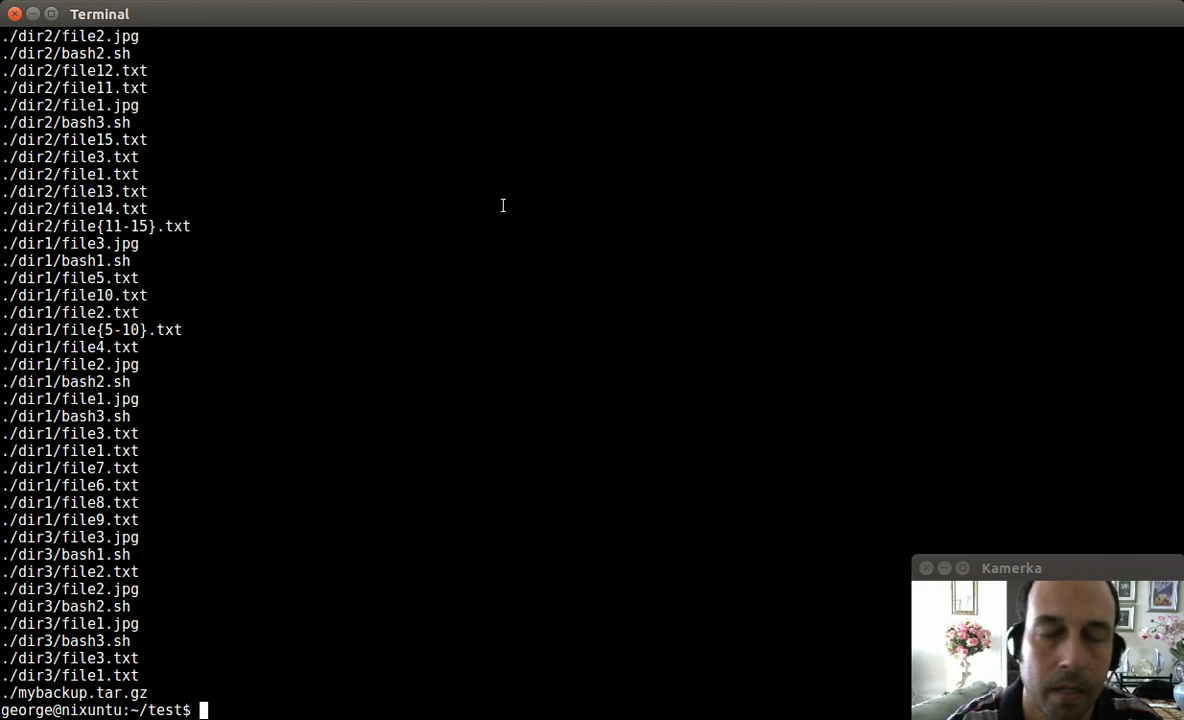 Terminal
./dir2/file2.jpg
./dir2/bash2.sh
./dir2/file12.txt
./dir2/file11.txt
./dir2/file1.jpg
./dir2/bash3.sh
./dir2/file15.txt
./dir2/file3.txt
./dir2/file1.txt
./dir2/file13.txt
./dir2/file14.txt
./dir2/file{11-15}.txt
./dir1/file3.jpg
./dir1/bash1.sh
./dir1/file5.txt
./dir1/file10.txt
./dir1/file2.txt
./dir1/file{5-10}.txt
./dir1/file4.txt
./dir1/file2.jpg
./dir1/bash2.sh
./dir1/file1.jpg
./dir1/bash3.sh
./dir1/file3.txt
./dir1/file1.txt
./dir1/file7.txt
./dir1/file6.txt
./dir1/file8.txt
./dir1/file9.txt
./dir3/file3.jpg
./dir3/bash1.sh
./dir3/file2.txt
./dir3/file2.jpg
./dir3/bash2.sh
./dir3/file1.jpg
./dir3/bash3.sh
./dir3/file3.txt
./dir3/file1.txt
./mybackup.tar.gz
george@nixuntu:~/test$
Kamerka